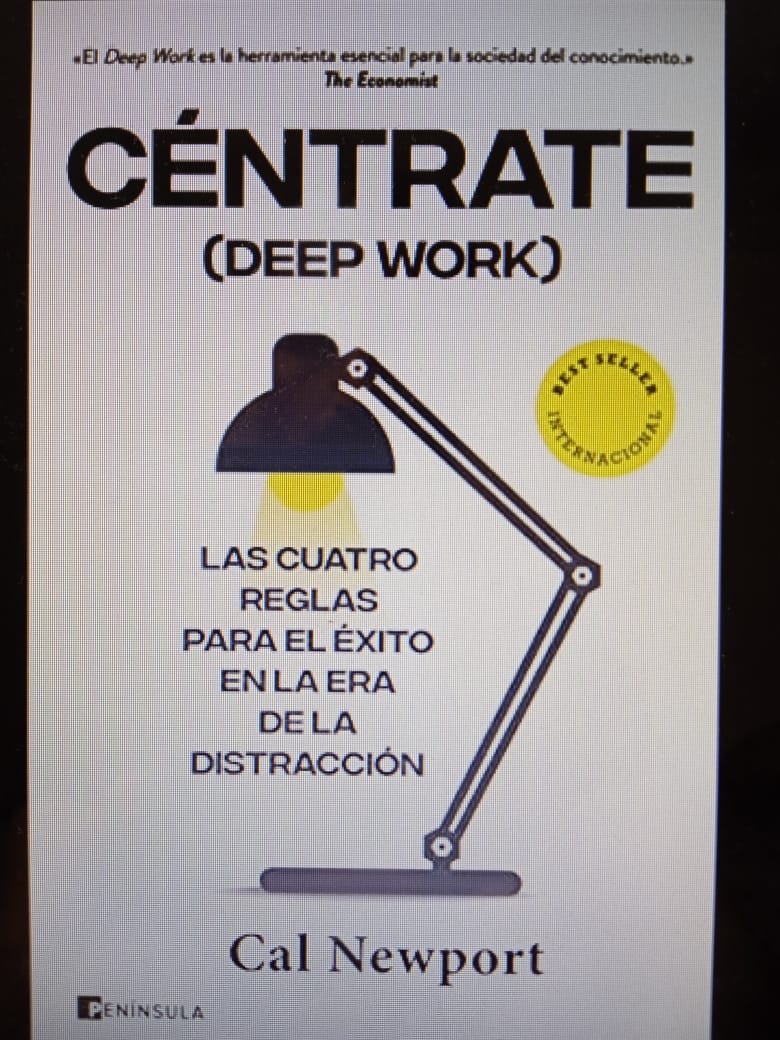 «El Deep Work es la herramienta esencial para la sociedad del conocimiento.»
The Economist
CÉNTRATE
(DEEP WORK)
BEST SELLER
INTERNACIONAL
LAS CUATRO
REGLAS
PARA EL ÉXITO
EN LA ERA
DE LA
DISTRACCIÓN
Cal Newport
PENÍNSULA